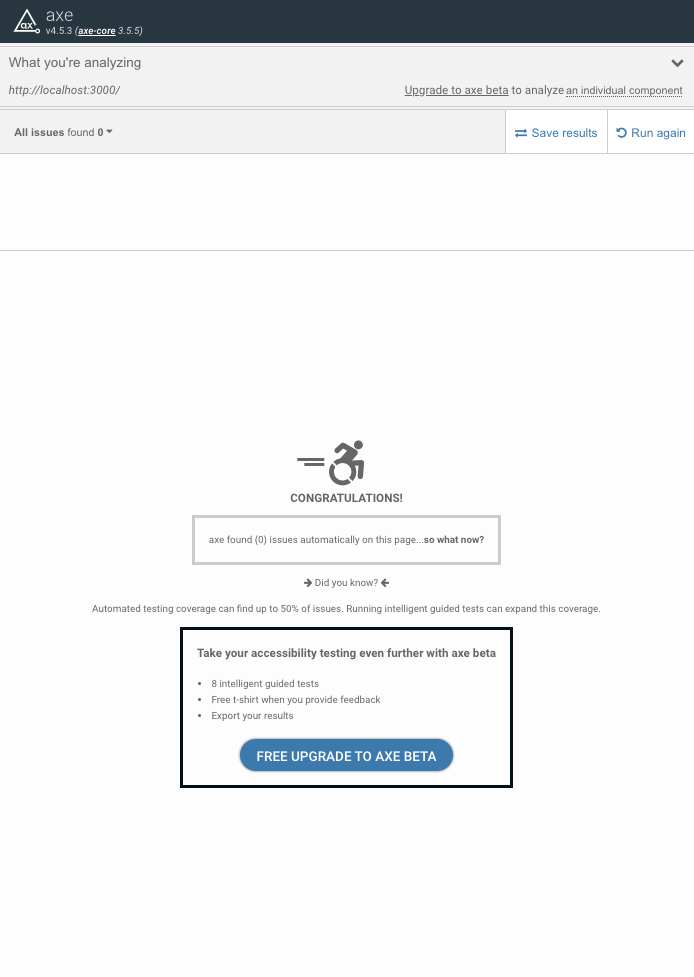 ax
axe
v4.5.3 (axe-core 3.5.5)
What you're analyzing
http://localhost:3000/
Upgrade to axe beta to analyze an individual component
All issues found 0
Save results
Run again
CONGRATULATIONS!
axe found (0) issues automatically on this page...so what now?
Did you know?
Automated testing coverage can find up to 50% of issues. Running intelligent guided tests can expand this coverage.
Take your accessibility testing even further with axe beta
• 8 intelligent guided tests
• Free t-shirt when you provide feedback
• Export your results
FREE UPGRADE TO AXE BETA